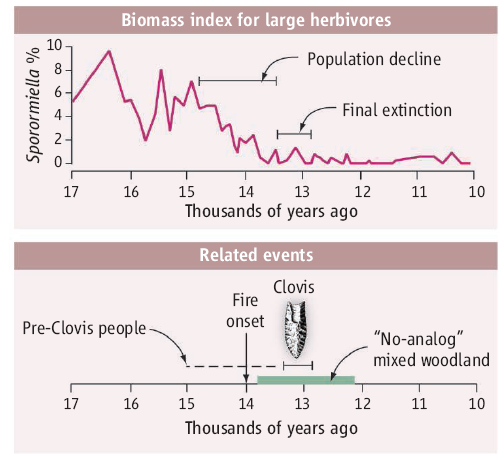 Biomass index for large herbivores
Sporormiella %
10
8
6
4
2
0
Population decline
Final extinction
17 16 15 14 13 12 11 10
Thousands of years ago
Related events
Clovis
Fire
onset
Pre-Clovis people
“No-analog”
mixed woodland
17 16 15 14 13 12 11 10
Thousands of years ago